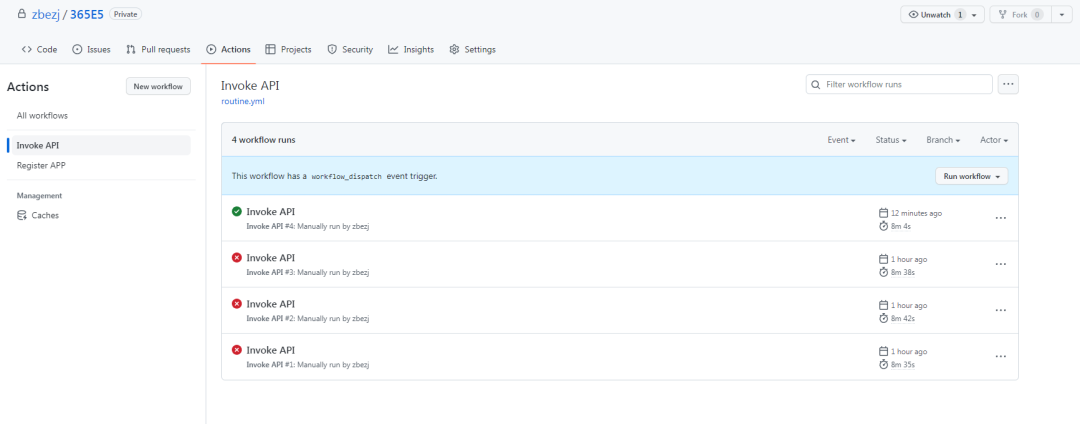 zbezj / 365E5 Private
Unwatch 1
Fork 0
Code Issues Pull requests Actions Projects Security Insights Settings
Actions
New workflow
All workflows
Invoke API
Register APP
Management
Caches
Invoke API
routine.yml
Filter workflow runs
4 workflow runs
Event Status Branch Actor
This workflow has a workflow_dispatch event trigger.
Run workflow
Invoke API
Invoke API #4: Manually run by zbezj
12 minutes ago
8m 4s
Invoke API
Invoke API #3: Manually run by zbezj
1 hour ago
8m 38s
Invoke API
Invoke API #2: Manually run by zbezj
1 hour ago
8m 42s
Invoke API
Invoke API #1: Manually run by zbezj
1 hour ago
8m 35s